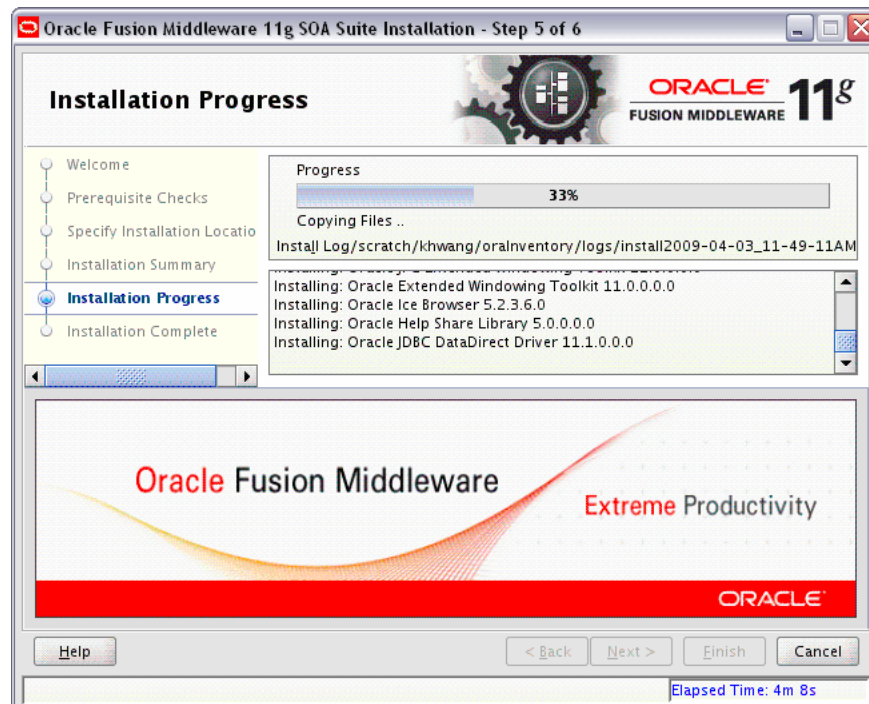 Oracle Fusion Middleware 11g SOA Suite Installation - Step 5 of 6
Installation Progress
ORACLE
FUSION MIDDLEWARE
11g
Welcome
Prerequisite Checks
Specify Installation Locatio
Installation Summary
Installation Progress
Installation Complete
Progress
33%
Copying Files ..
Install Log/scratch/khwang/oraInventory/logs/install2009-04-03_11-49-11AM
Installing: Oracle Extended Windowing Toolkit 11.0.0.0.0
Installing: Oracle Ice Browser 5.2.3.6.0
Installing: Oracle Help Share Library 5.0.0.0.0
Installing: Oracle JDBC DataDirect Driver 11.1.0.0.0
Oracle Fusion Middleware
Extreme Productivity
ORACLE
Help
< Back
Next >
Finish
Cancel
Elapsed Time: 4m 8s